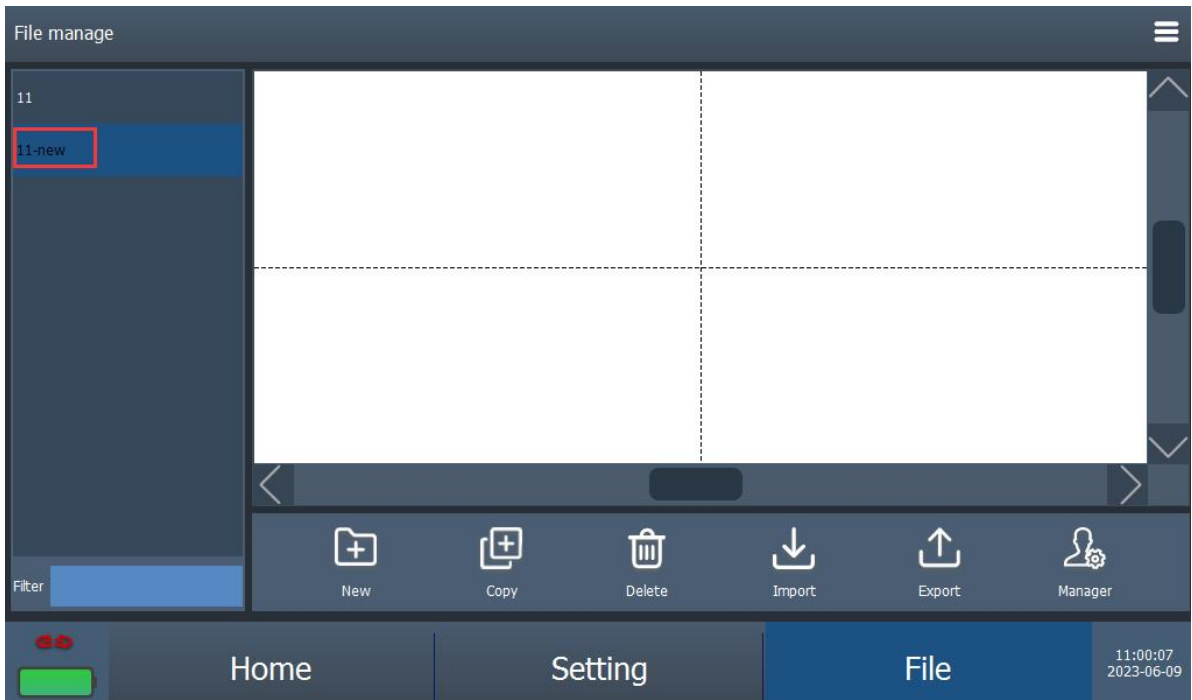 File manage
11
11-new
Filter
New
Copy
Delete
Import
Export
Manager
Home
Setting
File
11:00:07
2023-06-09